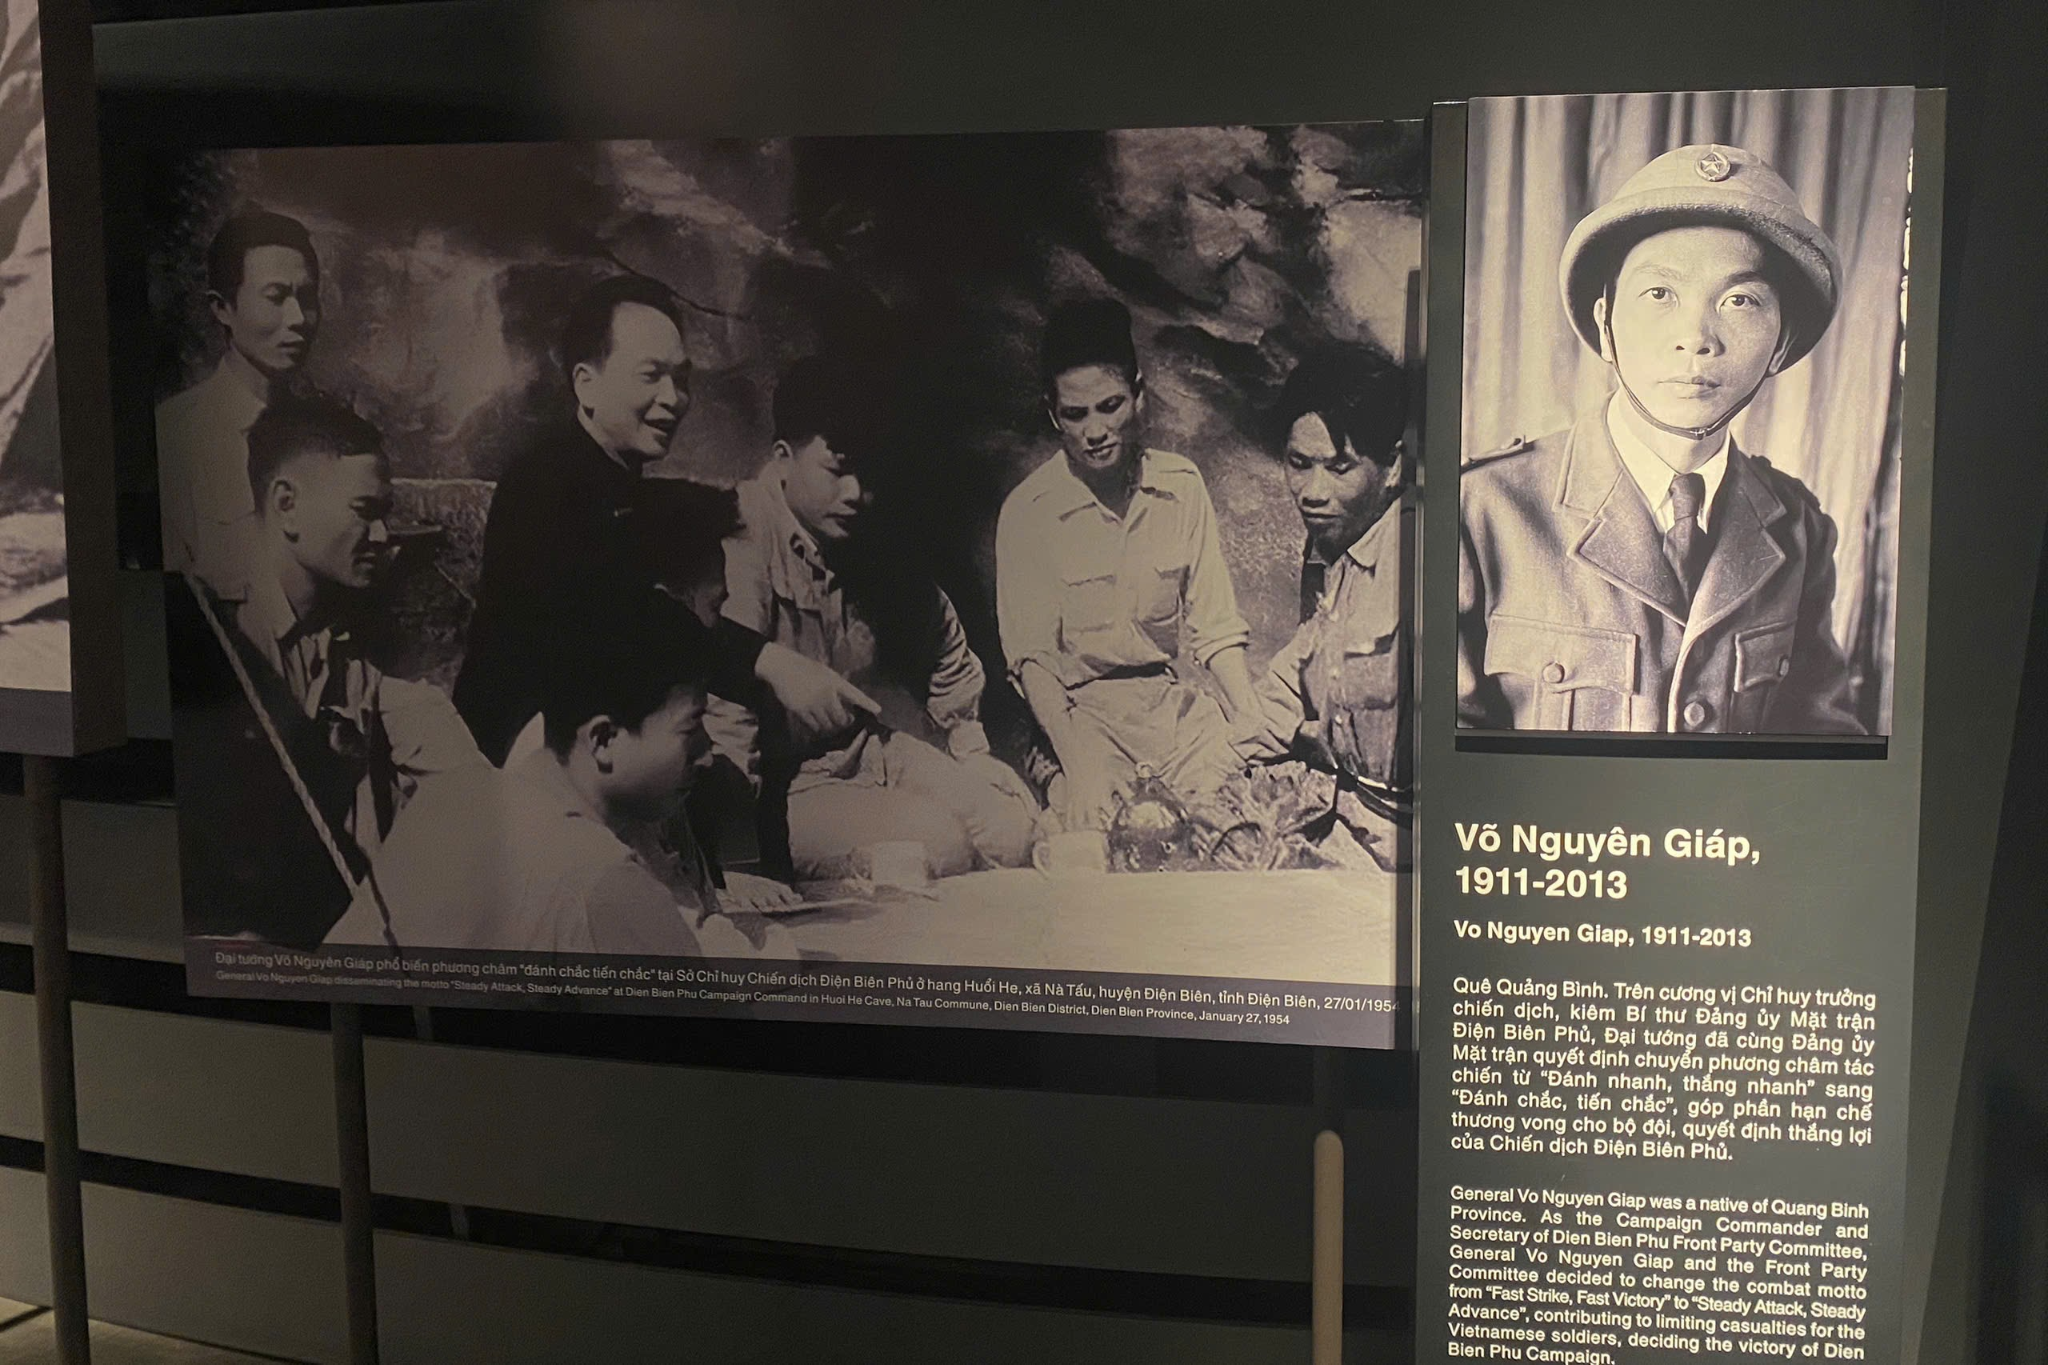 Đại tướng Võ Nguyên Giáp phổ biến phương châm "đánh chắc tiến chắc" tại Sở Chỉ huy Chiến dịch Điện Biên Phủ ở hang Huổi He, xã Nà Tấu, huyện Điện Biên, tỉnh Điện Biên, 27/01/1954
General Vo Nguyen Giap disseminating the motto "Steady Attack, Steady Advance" at Dien Bien Phu Campaign Command in Huoi He Cave, Na Tau Commune, Dien Bien District, Dien Bien Province, January 27, 1954
Võ Nguyên Giáp,
1911-2013
Vo Nguyen Giap, 1911-2013
Quê Quảng Bình. Trên cương vị Chỉ huy trưởng
chiến dịch, kiêm Bí thư Đảng ủy Mặt trận
Điện Biên Phủ, Đại tướng đã cùng Đảng ủy
Mặt trận quyết định chuyển phương châm tác
chiến từ “Đánh nhanh, thắng nhanh” sang
“Đánh chắc, tiến chắc”, góp phần hạn chế
thương vong cho bộ đội, quyết định thắng lợi
của Chiến dịch Điện Biên Phủ.
General Vo Nguyen Giap was a native of Quang Binh
Province. As the Campaign Commander and
Secretary of Dien Bien Phu Front Party Committee,
General Vo Nguyen Giap and the Front Party
Committee decided to change the combat motto
from “Fast Strike, Fast Victory” to “Steady Attack, Steady
Advance”, contributing to limiting casualties for the
Vietnamese soldiers, deciding the victory of Dien
Bien Phu Campaign.